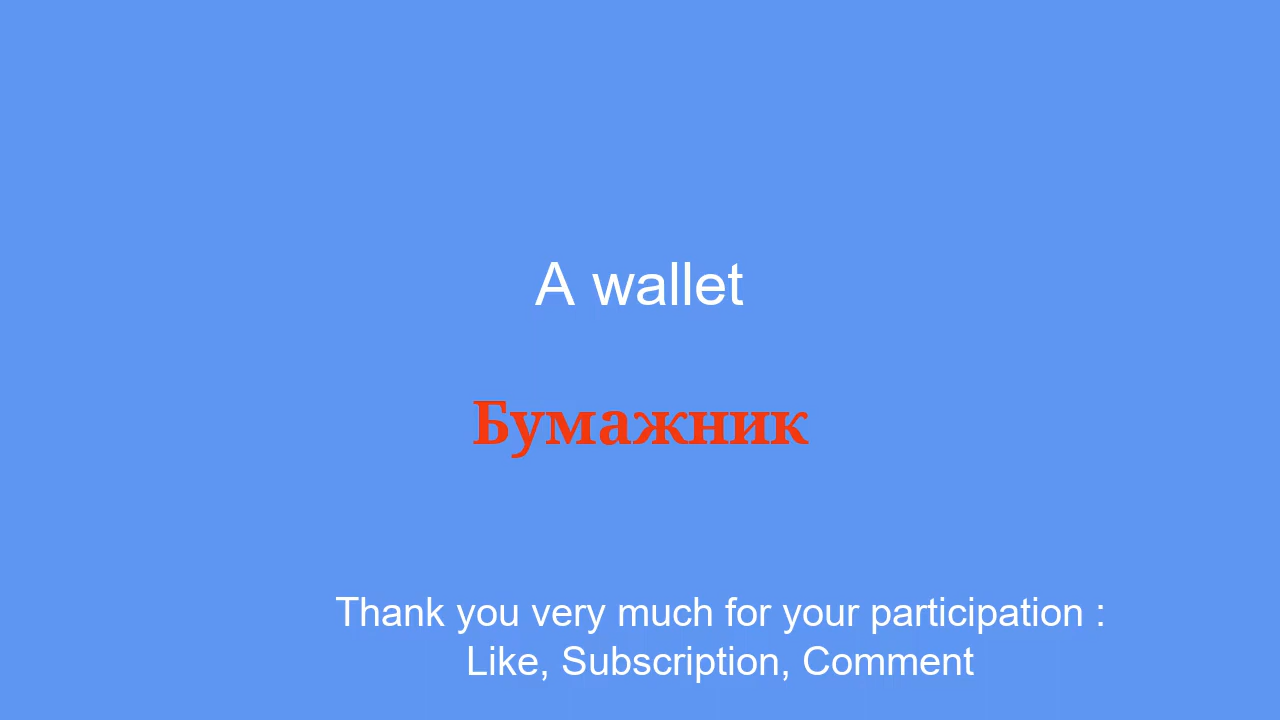 A wallet
Бумажник
Thank you very much for your participation :
Like, Subscription, Comment